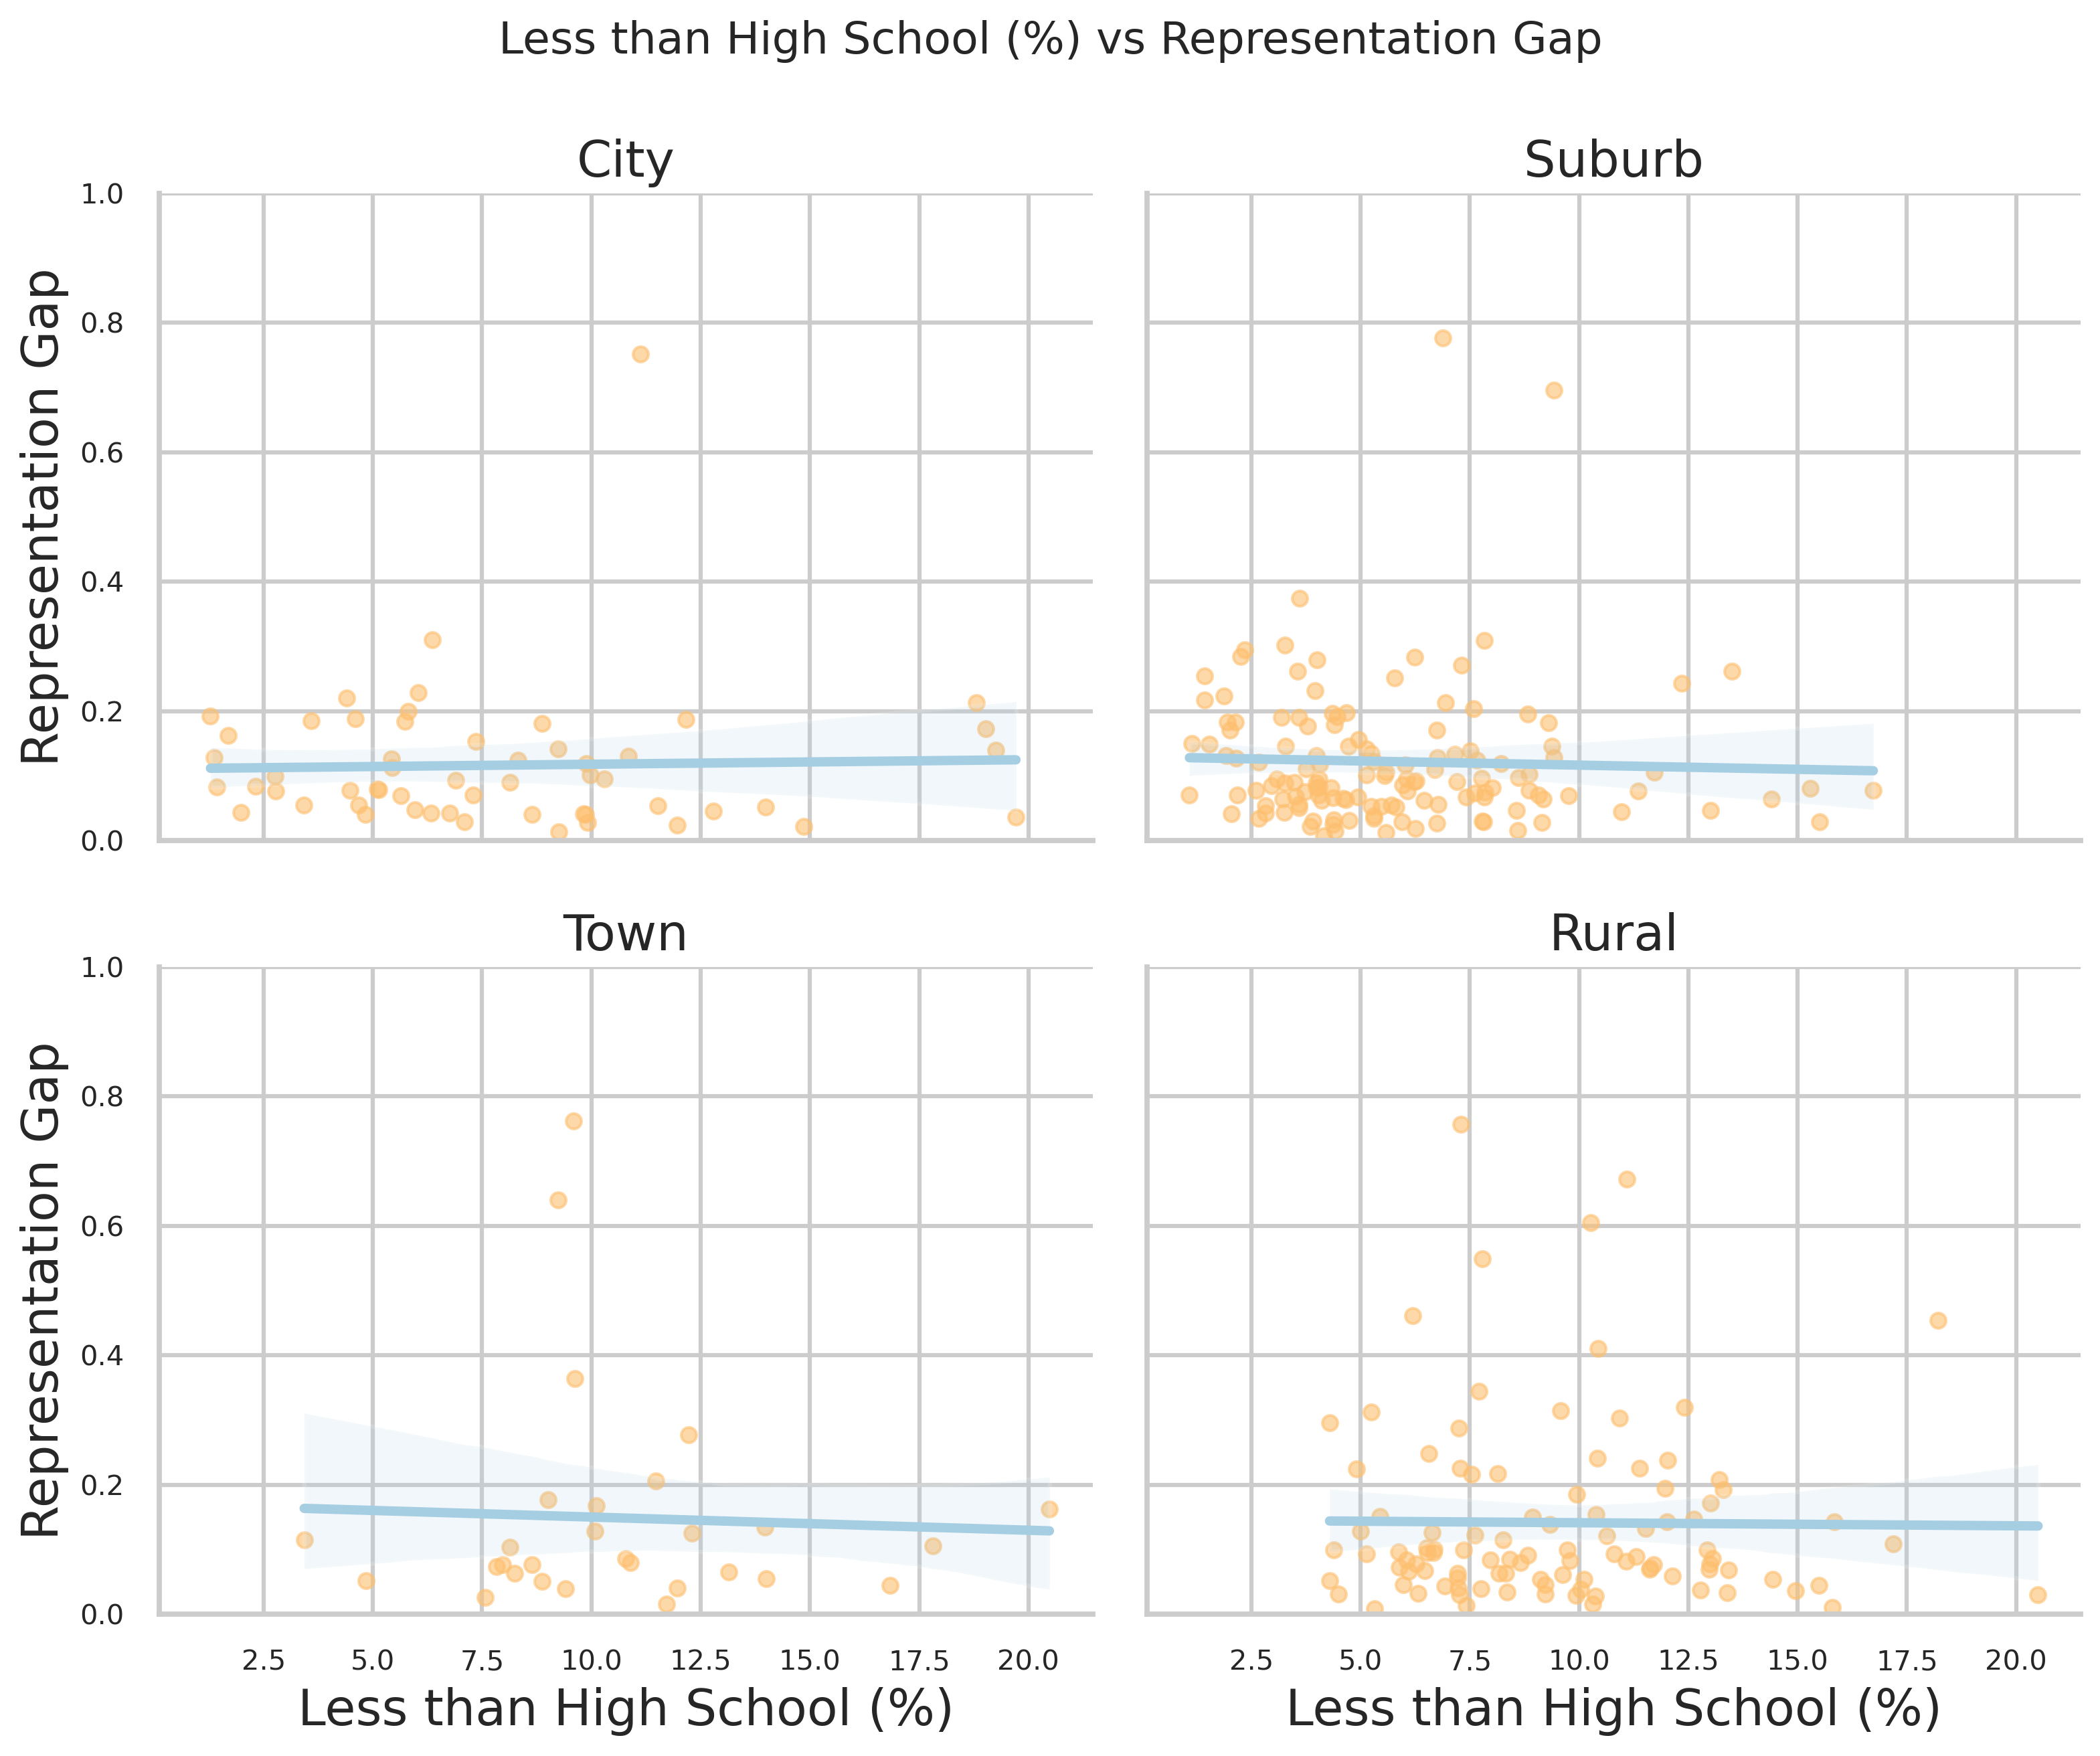 Less than High School (%) vs Representation Gap
City
Suburb
1.0
0.8
0.6
0.4
0.2
0.0
Representation Gap
Town
Rural
1.0
0.8
0.6
0.4
0.2
0.0
Representation Gap
2.5 5.0 7.5 10.0 12.5 15.0 17.5 20.0
2.5 5.0 7.5 10.0 12.5 15.0 17.5 20.0
Less than High School (%)
Less than High School (%)